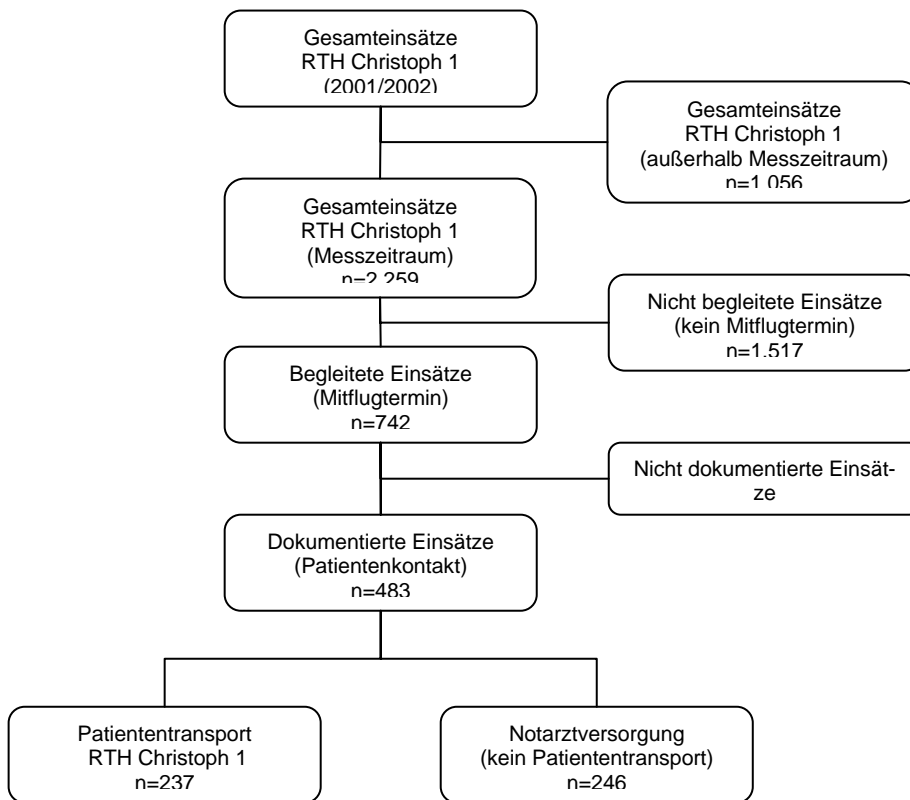 Gesamteinsätze
RTH Christoph 1
(2001/2002)
Gesamteinsätze
RTH Christoph 1
(außerhalb Messzeitraum)
n=1.056
Gesamteinsätze
RTH Christoph 1
(Messzeitraum)
n=2.259
Nicht begleitete Einsätze
(kein Mitflugtermin)
n=1.517
Begleitete Einsätze
(Mitflugtermin)
n=742
Nicht dokumentierte Einsät-
ze
Dokumentierte Einsätze
(Patientenkontakt)
n=483
Patiententransport
RTH Christoph 1
n=237
Notarztversorgung
(kein Patiententransport)
n=246